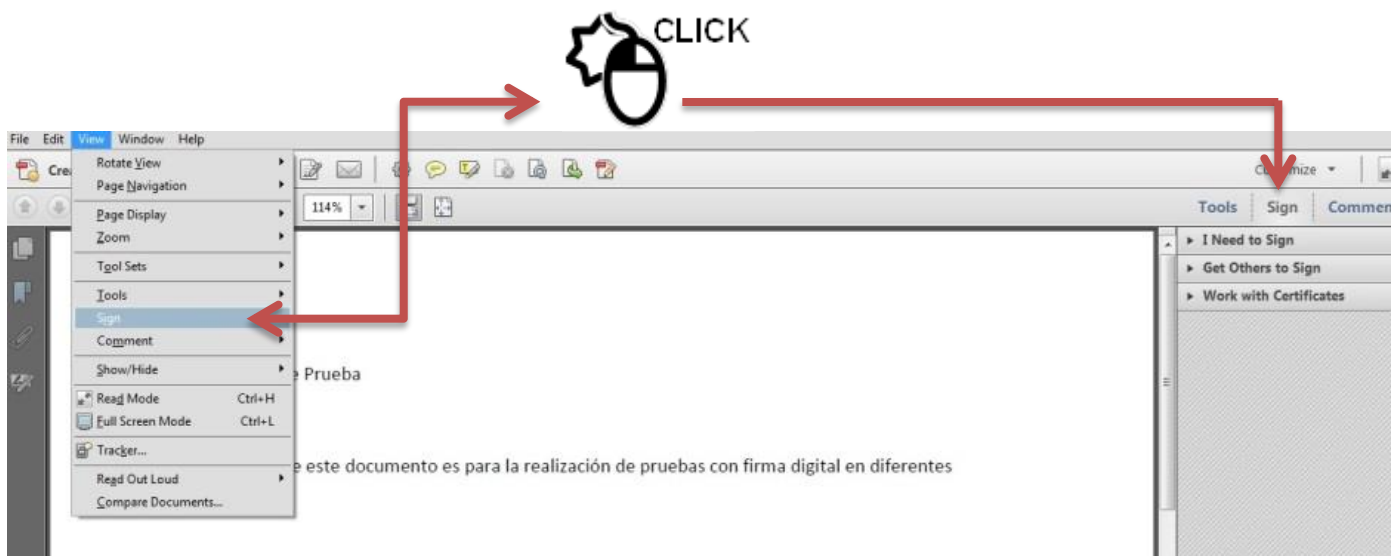 CLICK
File Edit View Window Help
Rotate View
Page Navigation
Page Display
Zoom
Tool Sets
Tools
Sign
Comment
Show/Hide
Read Mode Ctrl+H
Full Screen Mode Ctrl+L
Tracker...
Read Out Loud
Compare Documents...
114%
Tools Sign
I Need to Sign
Get Others to Sign
Work with Certificates
Prueba
este documento es para la realización de pruebas con firma digital en diferentes